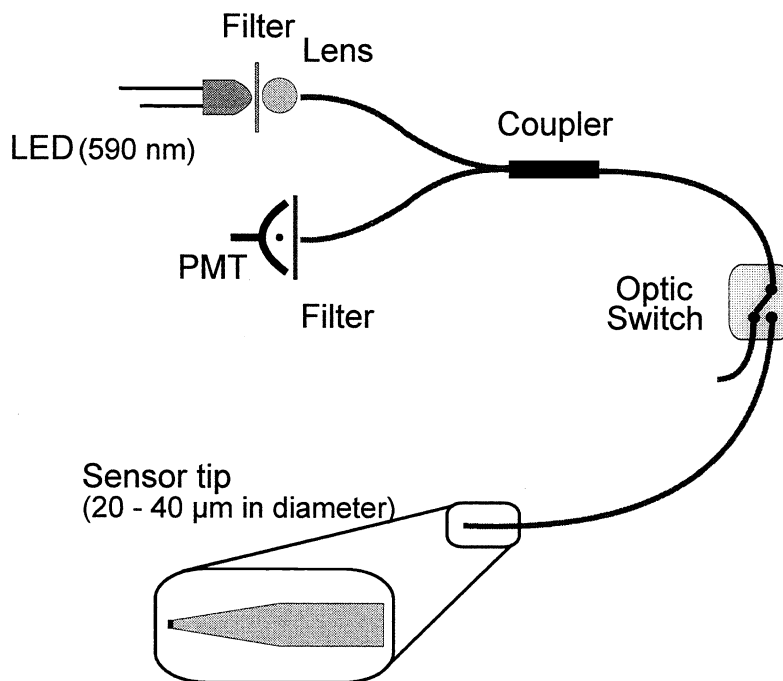 Filter
Lens
LED (590 nm)
Coupler
PMT
Filter
Optic
Switch
Sensor tip
(20 - 40 µm in diameter)